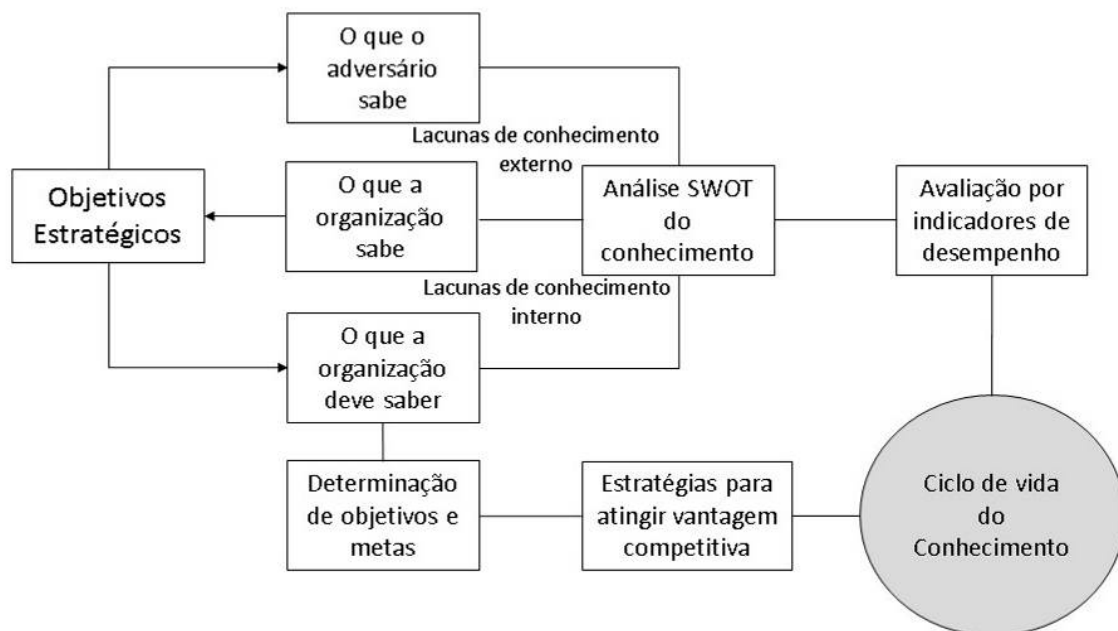 O que o
adversário
sabe
Lacunas de conhecimento
externo
Objetivos
Estratégicos
O que a
organização
sabe
Análise SWOT
do
conhecimento
Avaliação por
indicadores de
desempenho
Lacunas de conhecimento
interno
O que a
organização
deve saber
Determinação
de objetivos e
metas
Estratégias para
atingir vantagem
competitiva
Ciclo de vida
do
Conhecimento